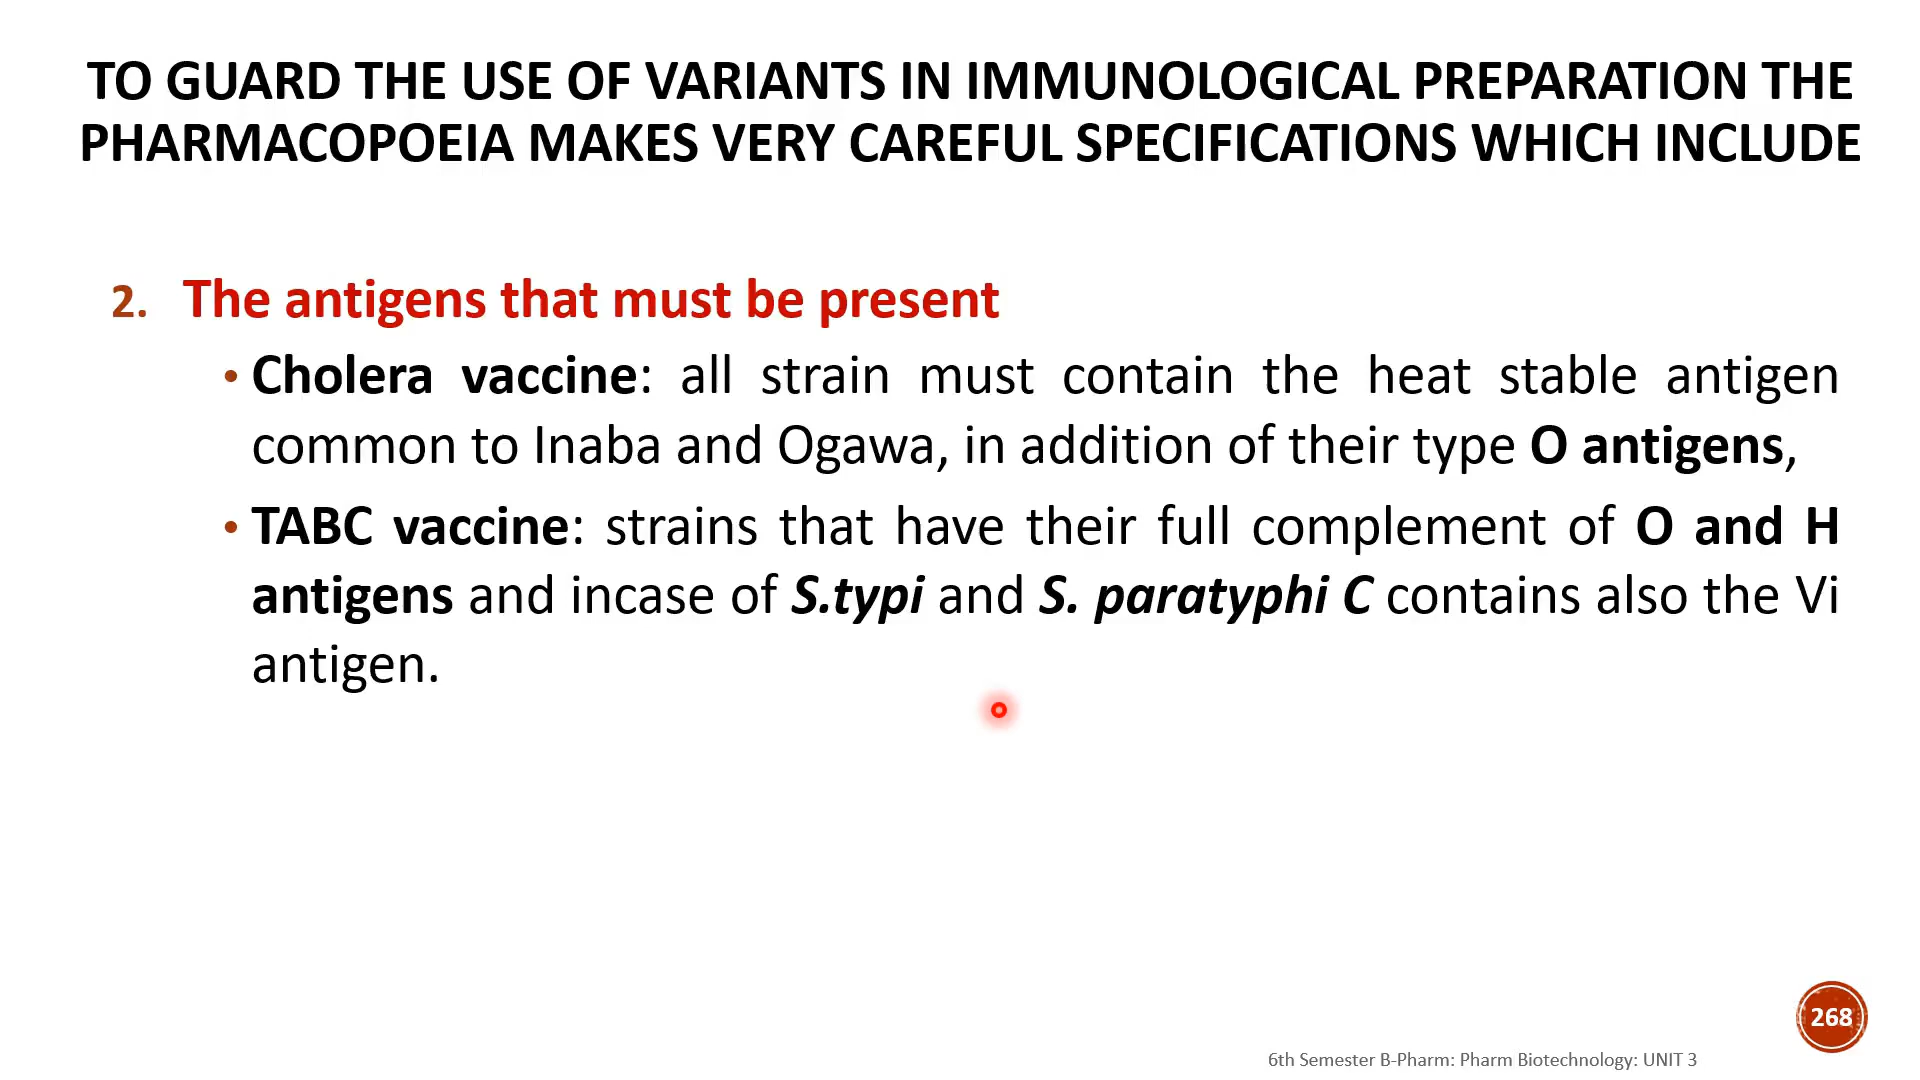 TO GUARD THE USE OF VARIANTS IN IMMUNOLOGICAL PREPARATION THE
PHARMACOPOEIA MAKES VERY CAREFUL SPECIFICATIONS WHICH INCLUDE
2. The antigens that must be present
• Cholera vaccine: all strain must contain the heat stable antigen
common to Inaba and Ogawa, in addition of their type O antigens,
• TABC vaccine: strains that have their full complement of O and H
antigens and incase of S.typi and S. paratyphi C contains also the Vi
antigen.
268
6th Semester B-Pharm: Pharm Biotechnology: UNIT 3